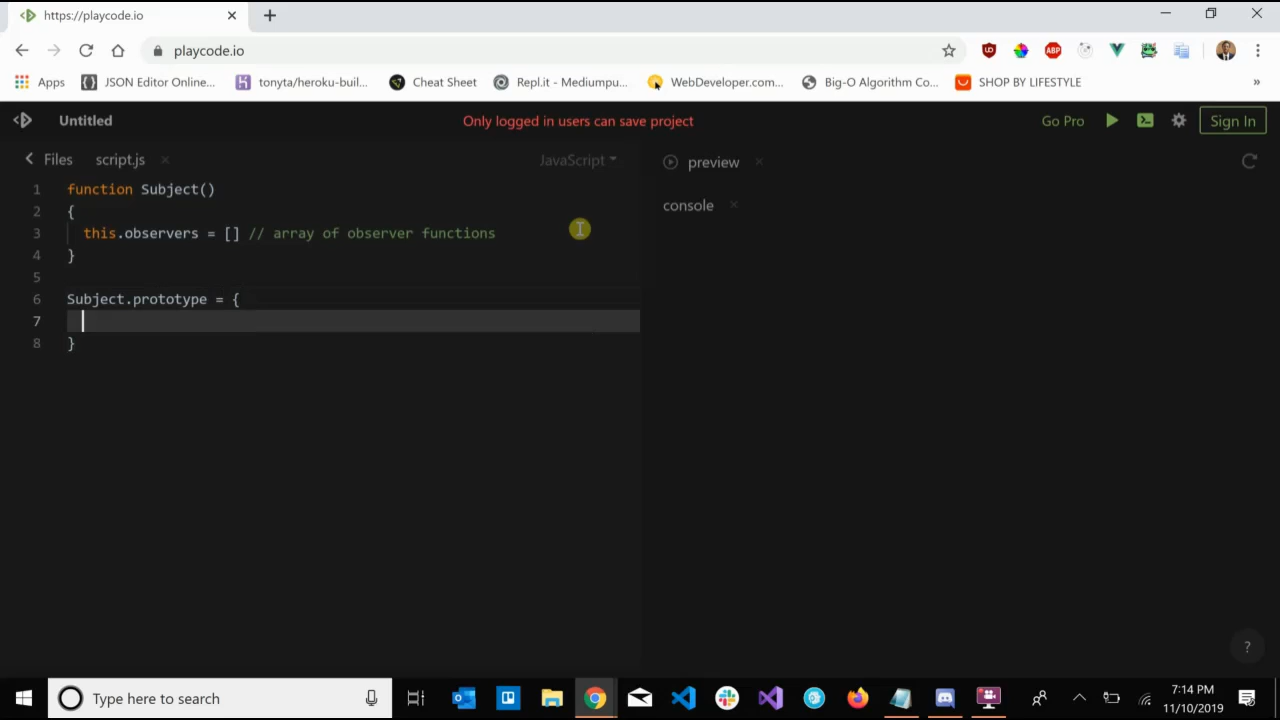 https://playcode.io
playcode.io
Apps
JSON Editor Online...
tonyta/heroku-buil...
Cheat Sheet
Repl.it - Mediumpu...
WebDeveloper.com...
Big-O Algorithm Co...
SHOP BY LIFESTYLE
»
Untitled
Only logged in users can save project
Go Pro
Sign In
Files
script.js
JavaScript
preview
console
1 function Subject()
2 {
3 this.observers = [] // array of observer functions
4 }
5
6 Subject.prototype = {
7
8 }
?
Type here to search
7:14 PM
11/10/2019